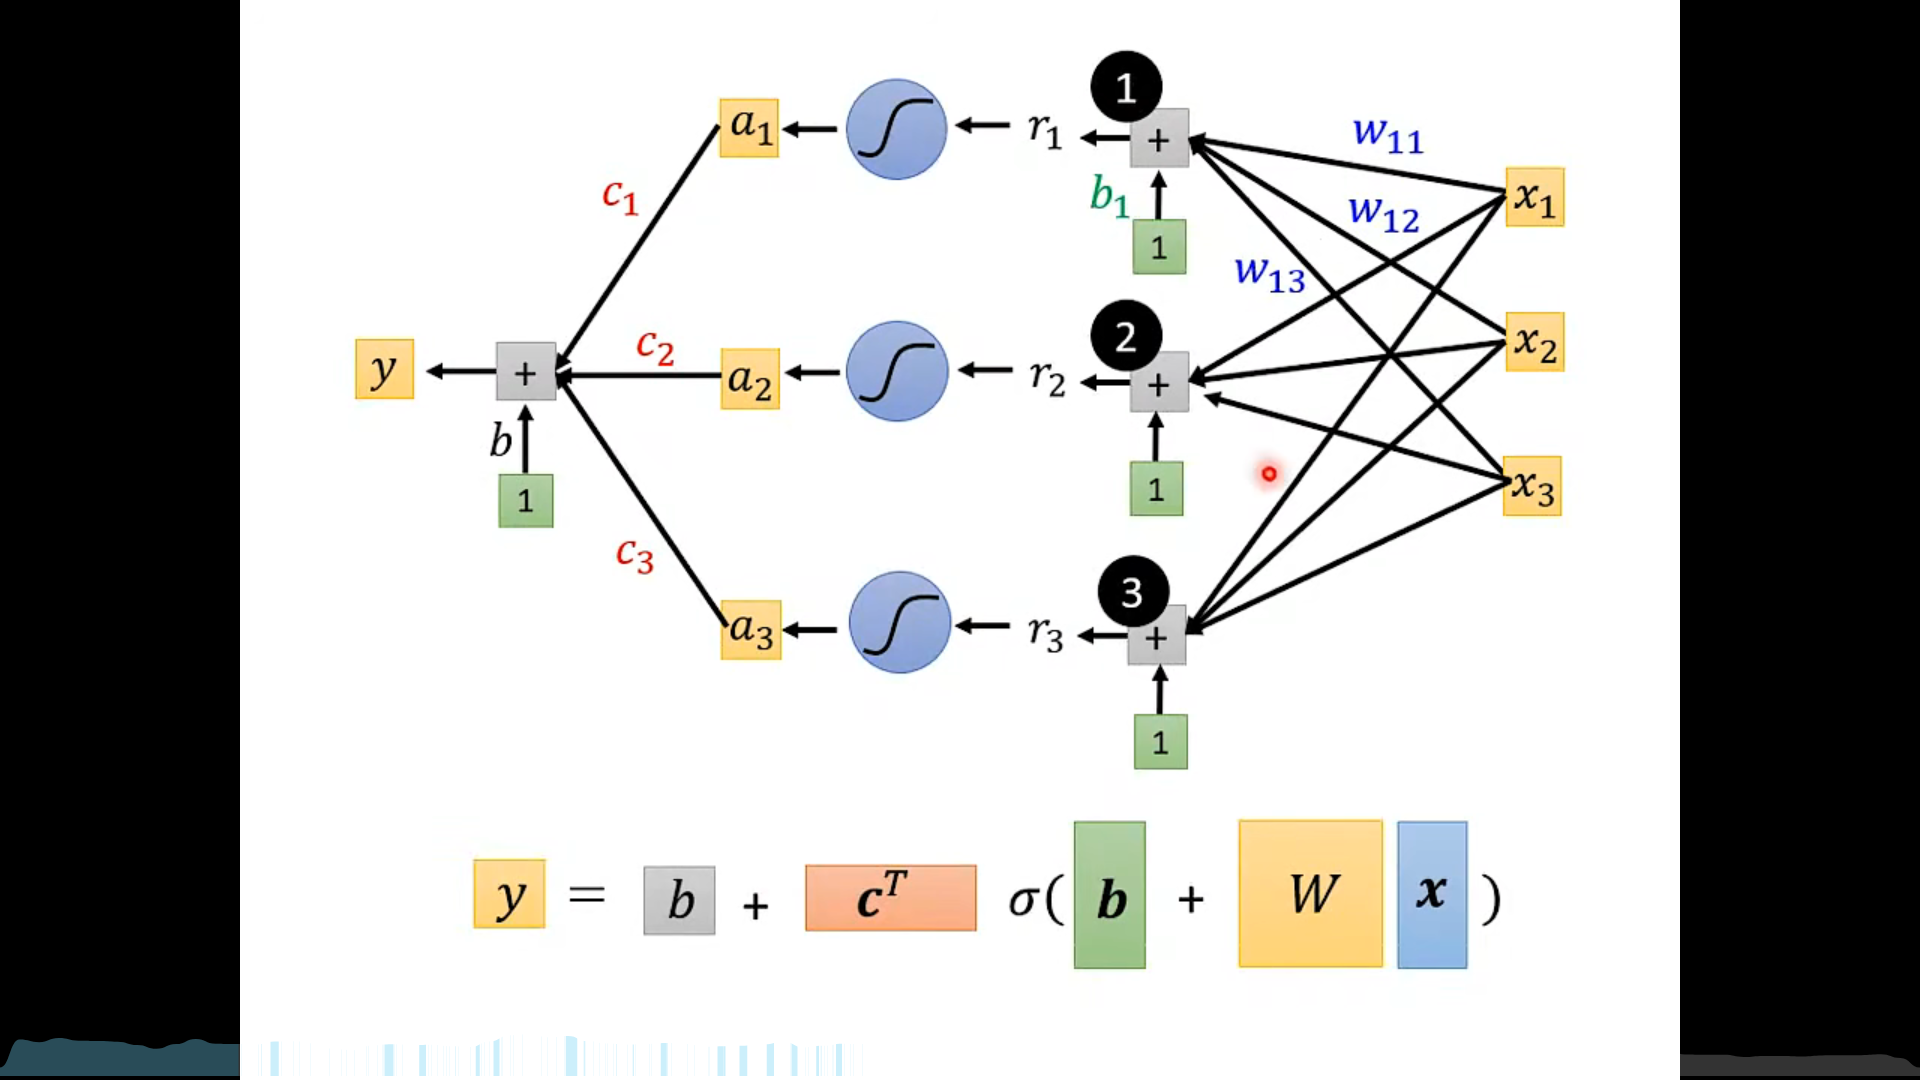 1
a₁ r₁ + w₁₁
c₁ b₁ x₁
1 w₁₂
w₁₃
2
y + c₂ a₂ r₂ + x₂
b
1 1 x₃
c₃
3
a₃ r₃ +
1
y = b + cᵀ σ( b + W x )